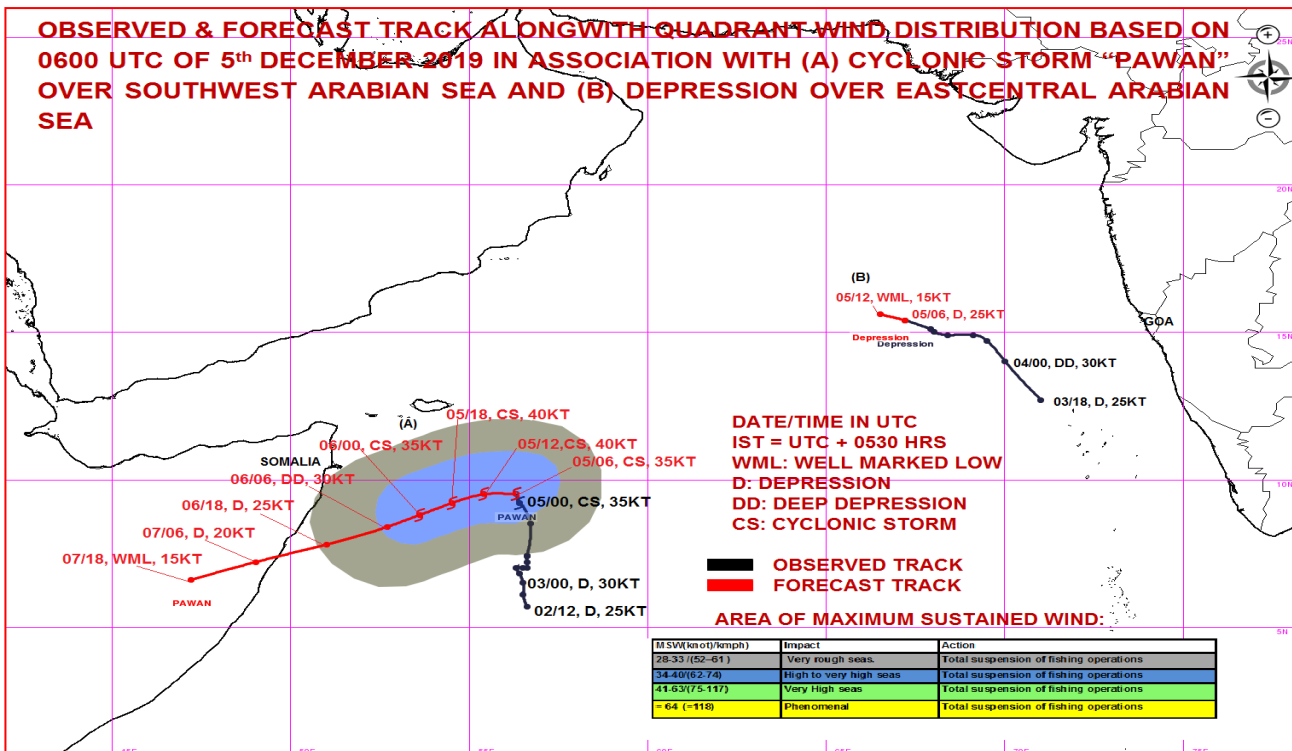 OBSERVED & FORECAST TRACK ALONGWITH QUADRANT WIND DISTRIBUTION BASED ON
0600 UTC OF 5th DECEMBER 2019 IN ASSOCIATION WITH (A) CYCLONIC STORM “PAWAN”
OVER SOUTHWEST ARABIAN SEA AND (B) DEPRESSION OVER EASTCENTRAL ARABIAN
SEA
25N
20N
(B)
05/12, WML, 15KT
05/06, D, 25KT
Depression
Depression
GOA
15N
04/00, DD, 30KT
03/18, D, 25KT
(A)
05/18, CS, 40KT
06/00, CS, 35KT
05/12,CS, 40KT
SOMALIA
05/06, CS, 35KT
06/06, DD, 30KT
10N
05/00, CS, 35KT
06/18, D, 25KT
PAWAN
07/06, D, 20KT
07/18, WML, 15KT
PAWAN
03/00, D, 30KT
02/12, D, 25KT
5N
DATE/TIME IN UTC
IST = UTC + 0530 HRS
WML: WELL MARKED LOW
D: DEPRESSION
DD: DEEP DEPRESSION
CS: CYCLONIC STORM
OBSERVED TRACK
FORECAST TRACK
AREA OF MAXIMUM SUSTAINED WIND:
MSW(knot)/kmph) Impact Action
28-33 /(52–61 ) Very rough seas. Total suspension of fishing operations
34-40/(62-74) High to very high seas Total suspension of fishing operations
41-63/(75-117) Very High seas Total suspension of fishing operations
= 64 (=118) Phenomenal Total suspension of fishing operations